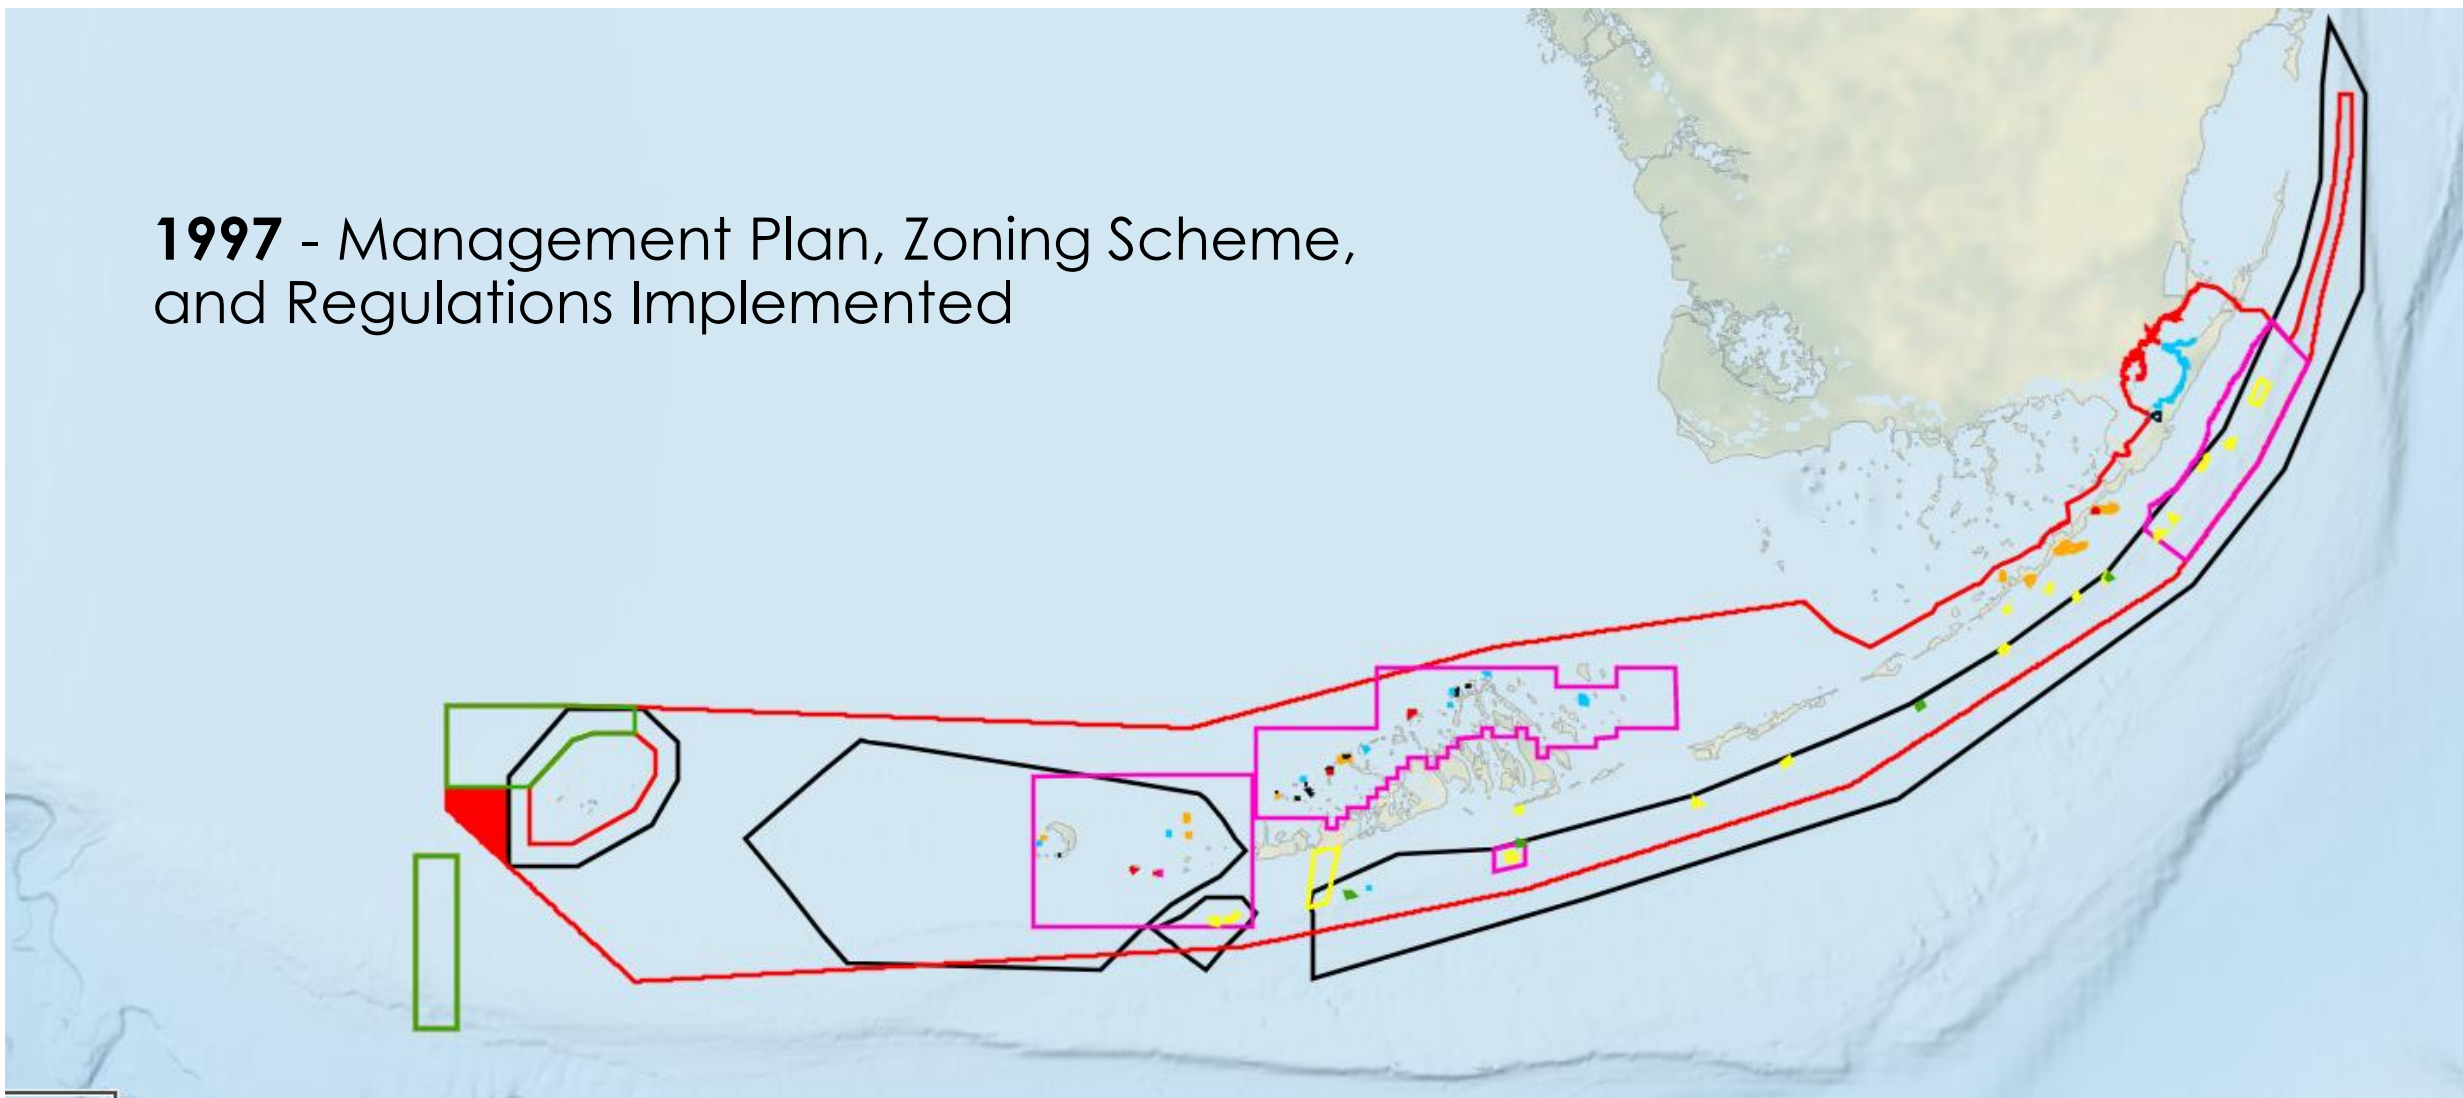 1997 - Management Plan, Zoning Scheme,
and Regulations Implemented